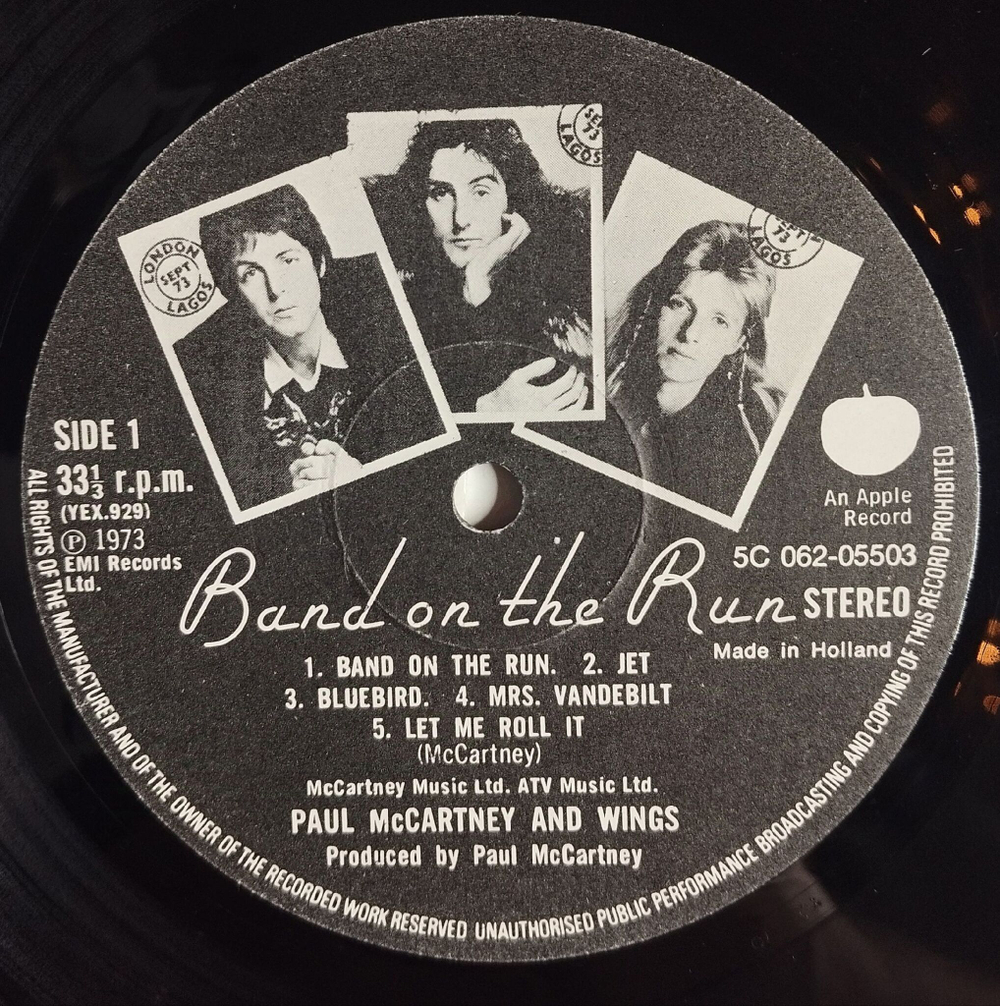 LONDON
SEPT
73
LAGOS
SE
73
LAGOS
73
LAGOS
SIDE 1
33⅓ r.p.m.
(YEX.929)
Ⓟ 1973
EMI Records
Ltd.
An Apple
Record
5C 062-05503
STEREO
Made in Holland
Band on the Run
1. BAND ON THE RUN. 2. JET
3. BLUEBIRD. 4. MRS. VANDEBILT
5. LET ME ROLL IT
(McCartney)
McCartney Music Ltd. ATV Music Ltd.
PAUL McCARTNEY AND WINGS
Produced by Paul McCartney
ALL RIGHTS OF THE MANUFACTURER AND OF THE OWNER OF THE RECORDED WORK RESERVED UNAUTHORISED PUBLIC PERFORMANCE BROADCASTING AND COPYING OF THIS RECORD PROHIBITED